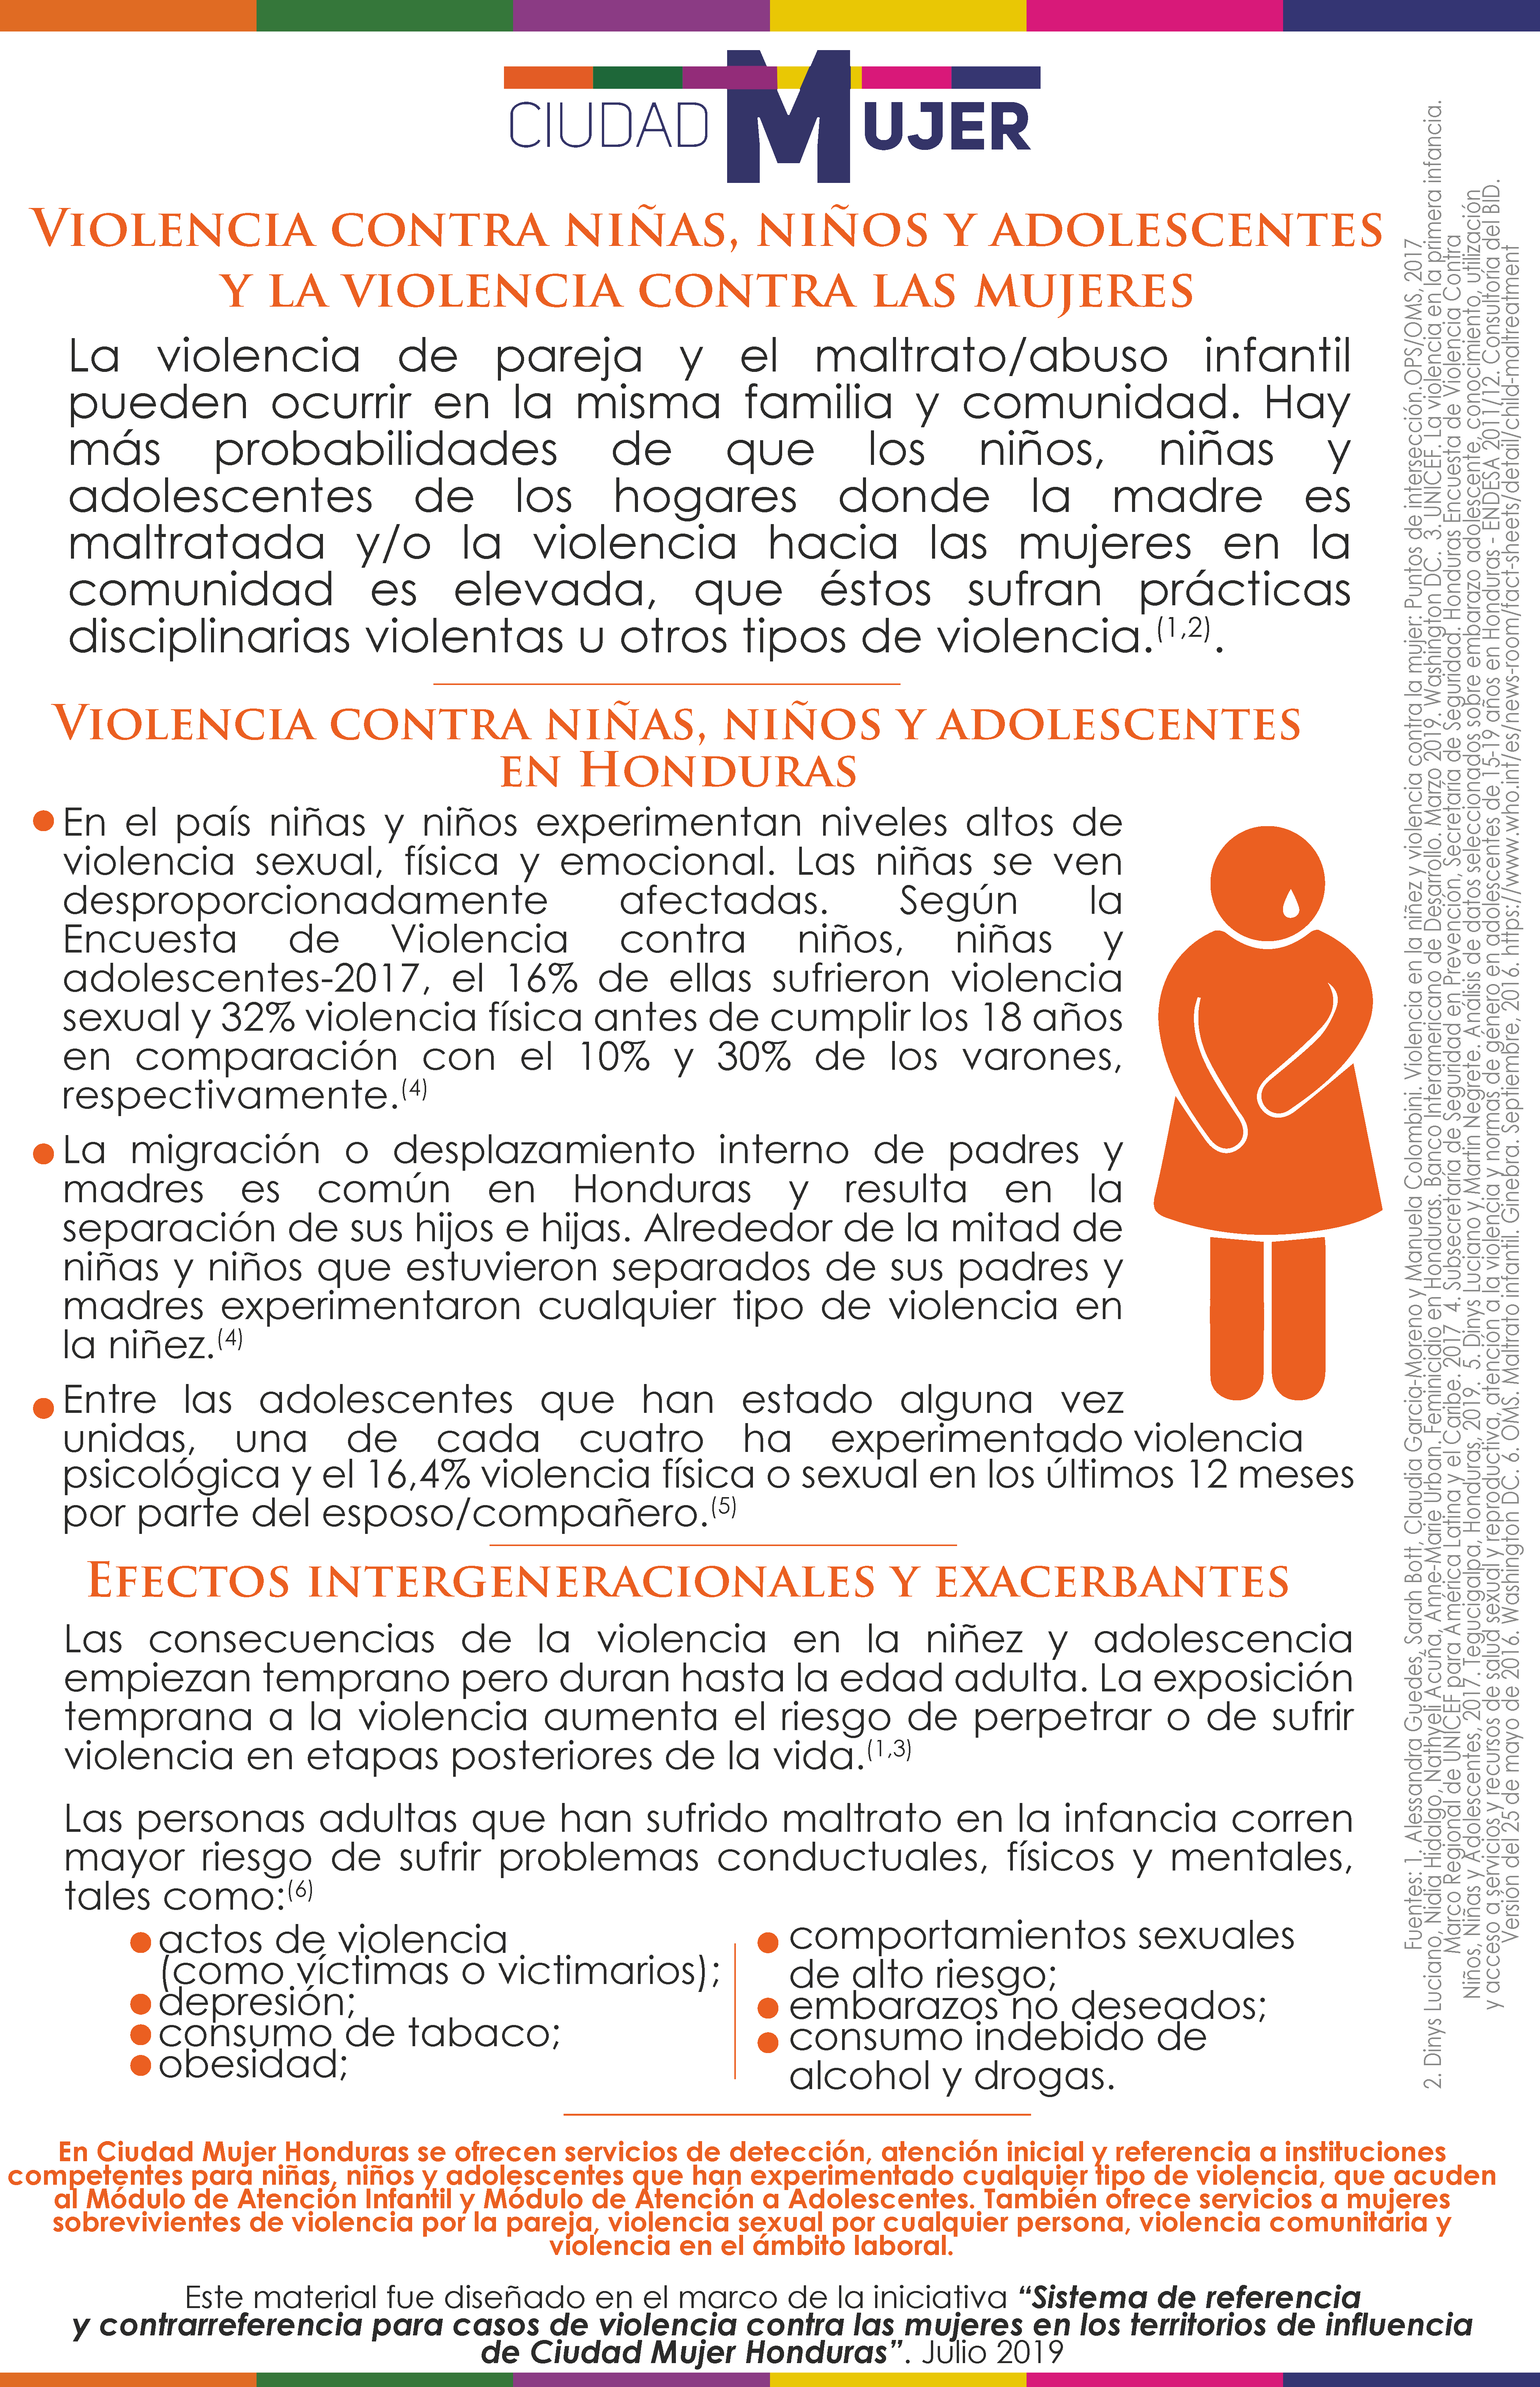 CIUDAD MUJER
VIOLENCIA CONTRA NIÑAS, NIÑOS Y ADOLESCENTES
Y LA VIOLENCIA CONTRA LAS MUJERES
La violencia de pareja y el maltrato/abuso infantil
pueden ocurrir en la misma familia y comunidad. Hay
más probabilidades de que los niños, niñas y
adolescentes de los hogares donde la madre es
maltratada y/o la violencia hacia las mujeres en la
comunidad es elevada, que éstos sufran prácticas
disciplinarias violentas u otros tipos de violencia.(1,2).
VIOLENCIA CONTRA NIÑAS, NIÑOS Y ADOLESCENTES
EN HONDURAS
En el país niñas y niños experimentan niveles altos de
violencia sexual, física y emocional. Las niñas se ven
desproporcionadamente afectadas. Según la
Encuesta de Violencia contra niños, niñas y
adolescentes-2017, el 16% de ellas sufrieron violencia
sexual y 32% violencia física antes de cumplir los 18 años
en comparación con el 10% y 30% de los varones,
respectivamente.(4)
La migración o desplazamiento interno de padres y
madres es común en Honduras y resulta en la
separación de sus hijos e hijas. Alrededor de la mitad de
niñas y niños que estuvieron separados de sus padres y
madres experimentaron cualquier tipo de violencia en
la niñez.(4)
Entre las adolescentes que han estado alguna vez
unidas, una de cada cuatro ha experimentado violencia
psicológica y el 16,4% violencia física o sexual en los últimos 12 meses
por parte del esposo/compañero.(5)
EFECTOS INTERGENERACIONALES Y EXACERBANTES
Las consecuencias de la violencia en la niñez y adolescencia
empiezan temprano pero duran hasta la edad adulta. La exposición
temprana a la violencia aumenta el riesgo de perpetrar o de sufrir
violencia en etapas posteriores de la vida.(1,3)
Las personas adultas que han sufrido maltrato en la infancia corren
mayor riesgo de sufrir problemas conductuales, físicos y mentales,
tales como:(6)
actos de violencia
(como víctimas o victimarios);
depresión;
consumo de tabaco;
obesidad;
comportamientos sexuales
de alto riesgo;
embarazos no deseados;
consumo indebido de
alcohol y drogas.
En Ciudad Mujer Honduras se ofrecen servicios de detección, atención inicial y referencia a instituciones
competentes para niñas, niños y adolescentes que han experimentado cualquier tipo de violencia, que acuden
al Módulo de Atención Infantil y Módulo de Atención a Adolescentes. También ofrece servicios a mujeres
sobrevivientes de violencia por la pareja, violencia sexual por cualquier persona, violencia comunitaria y
violencia en el ámbito laboral.
Este material fue diseñado en el marco de la iniciativa “Sistema de referencia
y contrarreferencia para casos de violencia contra las mujeres en los territorios de influencia
de Ciudad Mujer Honduras”. Julio 2019
Fuentes: 1. Alessandra Guedes, Sarah Bott, Claudia Garcia-Moreno y Manuela Colombini. Violencia en la niñez y violencia contra la mujer: Puntos de intersección.OPS/OMS, 2017
2. Dinys Luciano, Nidia Hidalgo, Nathyeli Acuña, Anne-Marie Urban. Feminicidio en Honduras. Banco Interamericano de Desarrollo. Marzo 2019. Washington DC. 3. UNICEF. La violencia en la primera infancia.
Marco Regional de UNICEF para América Latina y el Caribe. 2017 4. Subsecretaría de Seguridad en Prevención, Secretaría de Seguridad. Honduras Encuesta de Violencia Contra
Niños, Niñas y Adolescentes, 2017. Tegucigalpa, Honduras, 2019. 5. Dinys Luciano y Martin Negrete. Análisis de datos seleccionados sobre embarazo adolescente, conocimiento, utilización
y acceso a servicios y recursos de salud sexual y reproductiva, atención a la violencia y normas de género en adolescentes de 15-19 años en Honduras - ENDESA 2011/12. Consultoría del BID.
Versión del 25 de mayo de 2016. Washington DC. 6. OMS. Maltrato infantil. Ginebra. Septiembre, 2016. https://www.who.int/es/news-room/fact-sheets/detail/child-maltreatment